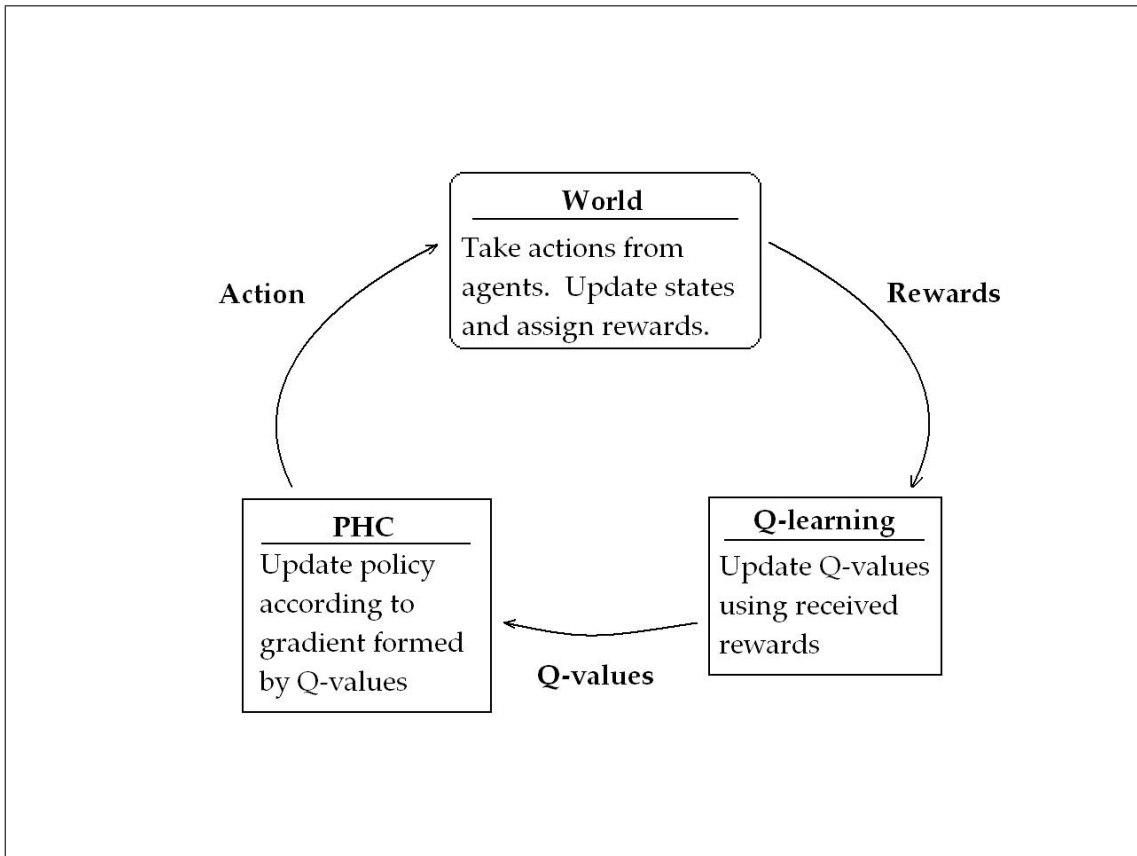 World
Take actions from
agents.  Update states
and assign rewards.
Action
Rewards
PHC
Update policy
according to
gradient formed
by Q-values
Q-learning
Update Q-values
using received
rewards
Q-values